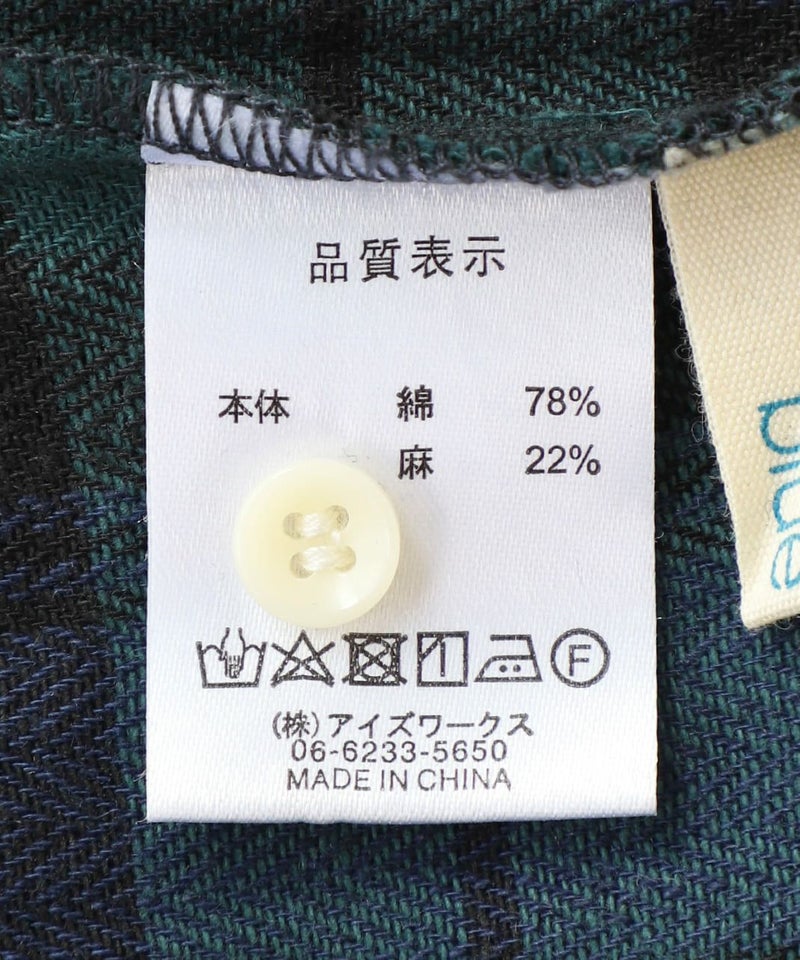 品質表示
本体 綿 78%
麻 22%
F
(株)アイズワークス
06-6233-5650
MADE IN CHINA
blue